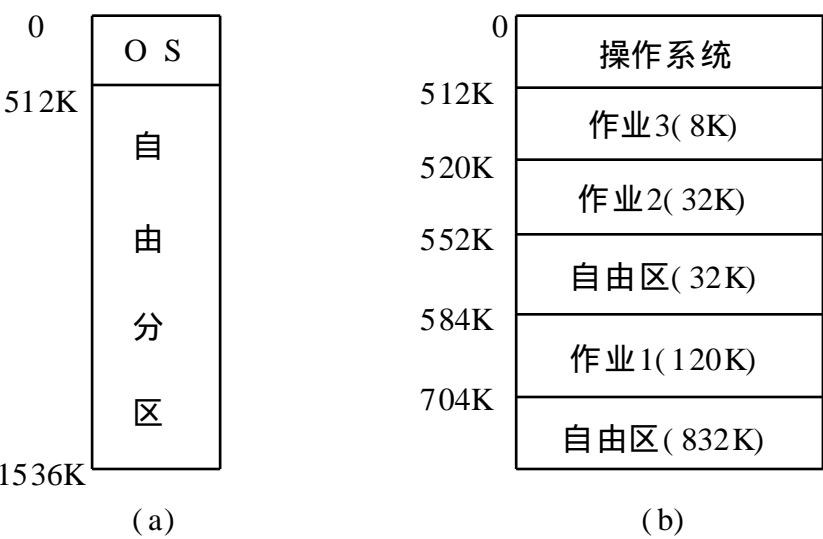 0
O S
512K
自
由
分
区
1536K
(a)
0
操作系统
512K
作业3( 8K)
520K
作业2( 32K)
552K
自由区( 32K)
584K
作业1(120K)
704K
自由区(832K)
(b)